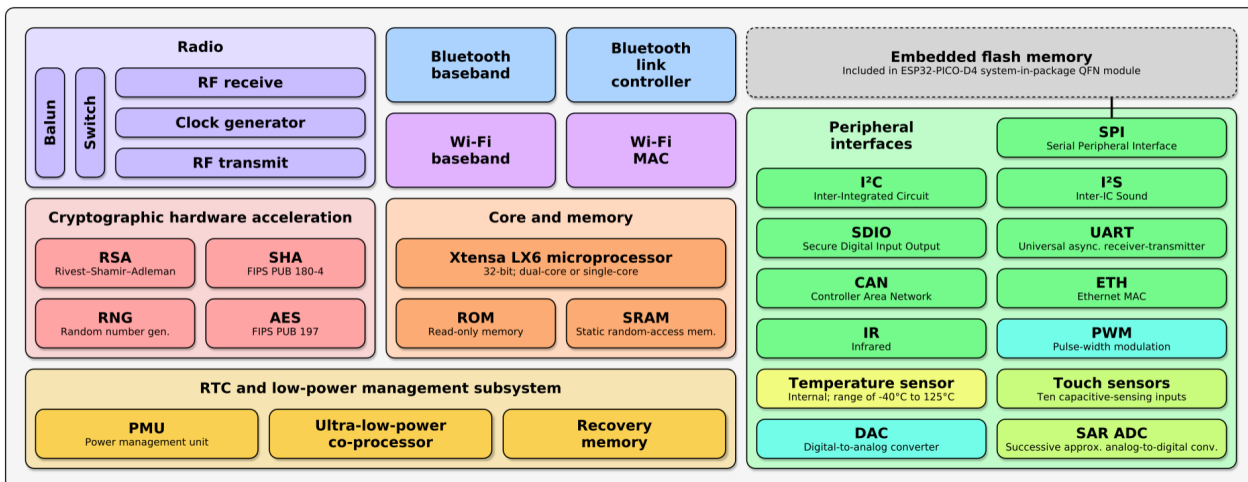 Radio
Balun
Switch
RF receive
Clock generator
RF transmit
Bluetooth
baseband
Bluetooth
link
controller
Wi-Fi
baseband
Wi-Fi
MAC
Embedded flash memory
Included in ESP32-PICO-D4 system-in-package QFN module
Cryptographic hardware acceleration
RSA
Rivest–Shamir–Adleman
SHA
FIPS PUB 180-4
RNG
Random number gen.
AES
FIPS PUB 197
Core and memory
Xtensa LX6 microprocessor
32-bit; dual-core or single-core
ROM
Read-only memory
SRAM
Static random-access mem.
RTC and low-power management subsystem
PMU
Power management unit
Ultra-low-power
co-processor
Recovery
memory
Peripheral
interfaces
SPI
Serial Peripheral Interface
I²C
Inter-Integrated Circuit
I²S
Inter-IC Sound
SDIO
Secure Digital Input Output
UART
Universal async. receiver-transmitter
CAN
Controller Area Network
ETH
Ethernet MAC
IR
Infrared
PWM
Pulse-width modulation
Temperature sensor
Internal; range of -40°C to 125°C
Touch sensors
Ten capacitive-sensing inputs
DAC
Digital-to-analog converter
SAR ADC
Successive approx. analog-to-digital conv.